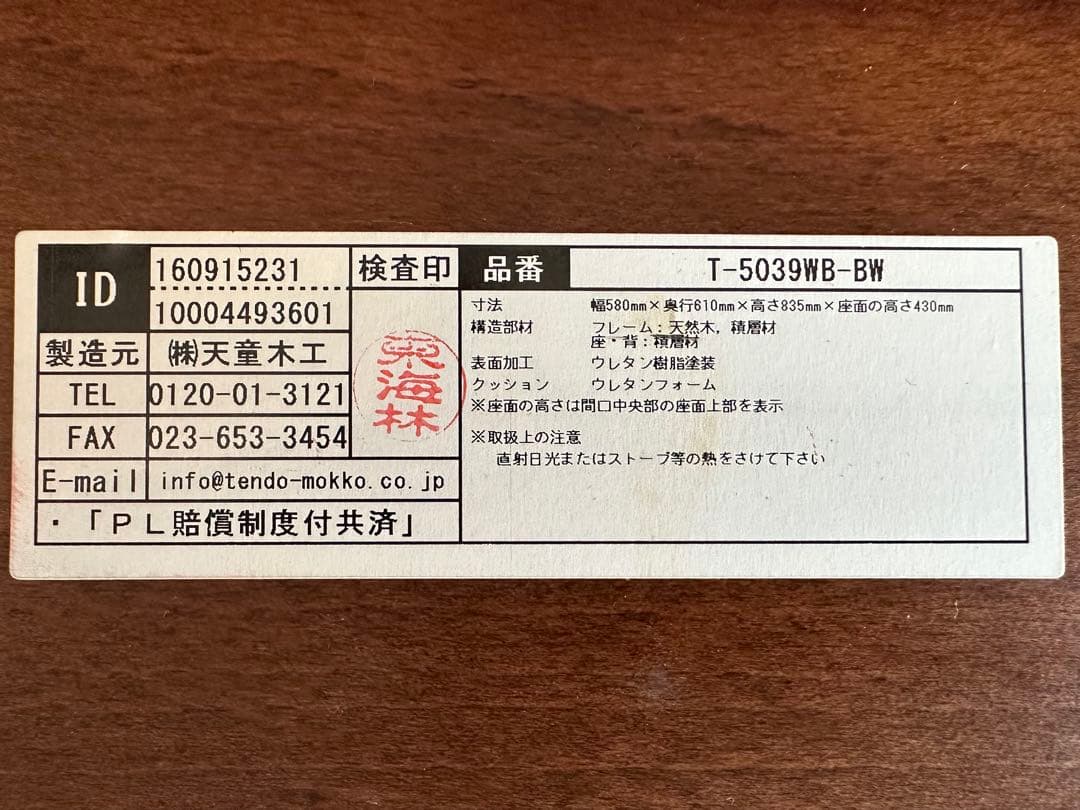 ID
160915231
10004493601
検査印
製造元
㈱天童木工
東海林
TEL
0120-01-3121
FAX
023-653-3454
E-mail
info@tendo-mokko.co.jp
・「ＰＬ賠償制度付共済」
品番
T-5039WB-BW
寸法 幅580mm×奥行610mm×高さ835mm×座面の高さ430mm
構造部材 フレーム：天然木，積層材
座・背：積層材
表面加工 ウレタン樹脂塗装
クッション ウレタンフォーム
※座面の高さは間口中央部の座面上部を表示
※取扱上の注意
直射日光またはストーブ等の熱をさけて下さい